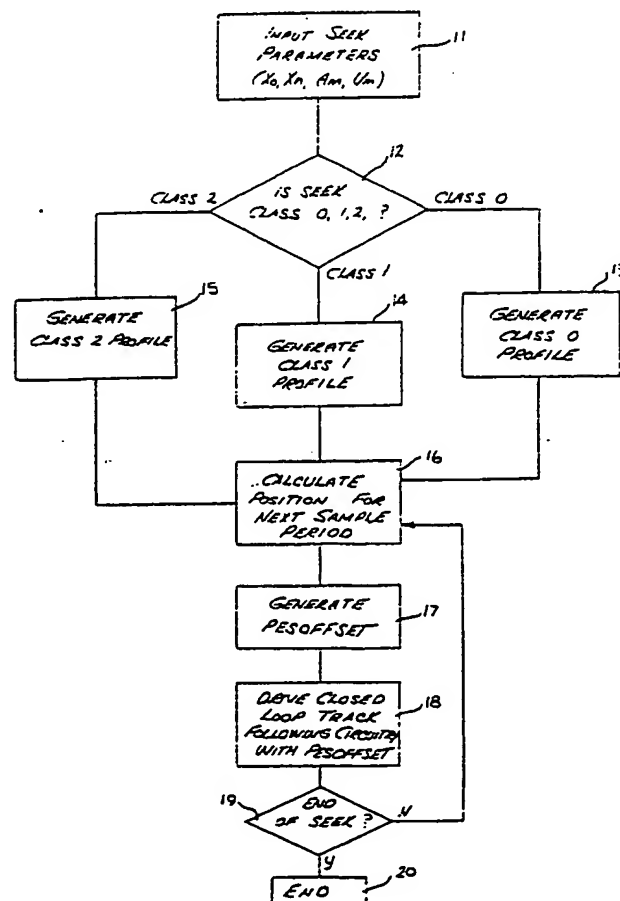 INPUT SEEK
PARAMETERS
(X0, Xn, Am, Vm)
11
12
IS SEEK
CLASS 0, 1, 2, ?
CLASS 2
CLASS 0
CLASS 1
15
GENERATE
CLASS 2 PROFILE
14
GENERATE
CLASS 1
PROFILE
13
GENERATE
CLASS 0
PROFILE
16
CALCULATE
POSITION FOR
NEXT SAMPLE
PERIOD
GENERATE
PESOFFSET
17
DRIVE CLOSED
LOOP TRACK
FOLLOWING CIRCUITRY
WITH PESOFFSET
18
19
END
OF SEEK ?
N
Y
END
20